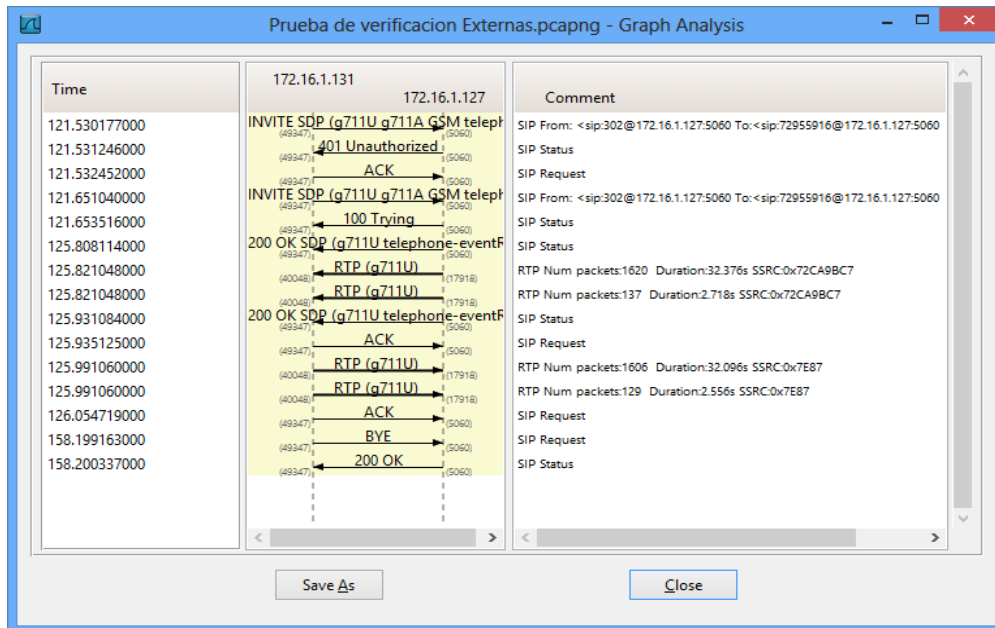 Prueba de verificacion Externas.pcapng - Graph Analysis
Time
172.16.1.131
172.16.1.127
Comment
121.530177000 INVITE SDP (g711U g711A GSM teleph (49347) (5060) SIP From: <sip:302@172.16.1.127:5060 To:<sip:72955916@172.16.1.127:5060
121.531246000 401 Unauthorized (49347) (5060) SIP Status
121.532452000 ACK (49347) (5060) SIP Request
121.651040000 INVITE SDP (g711U g711A GSM teleph (49347) (5060) SIP From: <sip:302@172.16.1.127:5060 To:<sip:72955916@172.16.1.127:5060
121.653516000 100 Trying (49347) (5060) SIP Status
125.808114000 200 OK SDP (g711U telephone-eventR (49347) (5060) SIP Status
125.821048000 RTP (g711U) (40048) (17918) RTP Num packets:1620 Duration:32.376s SSRC:0x72CA9BC7
125.821048000 RTP (g711U) (40048) (17918) RTP Num packets:137 Duration:2.718s SSRC:0x72CA9BC7
125.931084000 200 OK SDP (g711U telephone-eventR (49347) (5060) SIP Status
125.935125000 ACK (49347) (5060) SIP Request
125.991060000 RTP (g711U) (40048) (17918) RTP Num packets:1606 Duration:32.096s SSRC:0x7E87
125.991060000 RTP (g711U) (40048) (17918) RTP Num packets:129 Duration:2.556s SSRC:0x7E87
126.054719000 ACK (49347) (5060) SIP Request
158.199163000 BYE (49347) (5060) SIP Request
158.200337000 200 OK (49347) (5060) SIP Status
Save As
Close